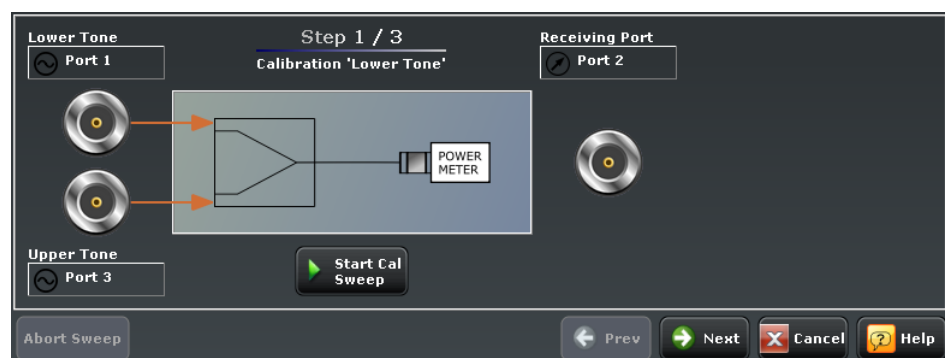 Lower Tone
Port 1
Step 1 / 3
Calibration 'Lower Tone'
Receiving Port
Port 2
POWER
METER
Upper Tone
Port 3
Start Cal
Sweep
Abort Sweep
Prev
Next
Cancel
Help